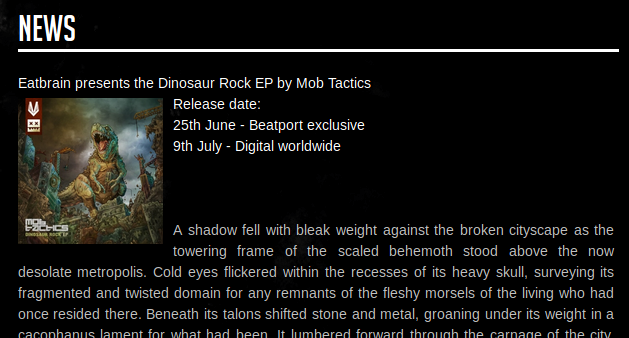 NEWS
Eatbrain presents the Dinosaur Rock EP by Mob Tactics
Release date:
25th June - Beatport exclusive
9th July - Digital worldwide
MOB
TACTICS
DINOSAUR ROCK EP
A shadow fell with bleak weight against the broken cityscape as the
towering frame of the scaled behemoth stood above the now
desolate metropolis. Cold eyes flickered within the recesses of its heavy skull, surveying its
fragmented and twisted domain for any remnants of the fleshy morsels of the living who had
once resided there. Beneath its talons shifted stone and metal, groaning under its weight in a
cacophanus lament for what had been. It lumbered forward through the carnage of the city,